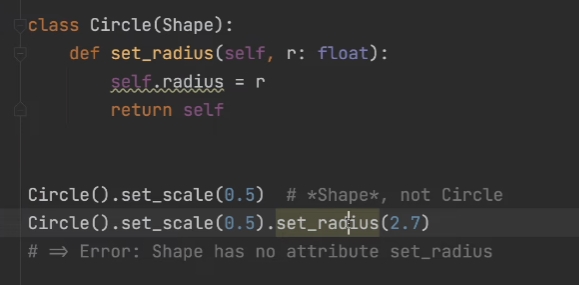 class Circle(Shape):
    def set_radius(self, r: float):
        self.radius = r
        return self
Circle().set_scale(0.5)  # *Shape*, not Circle
Circle().set_scale(0.5).set_radius(2.7)
# => Error: Shape has no attribute set_radius